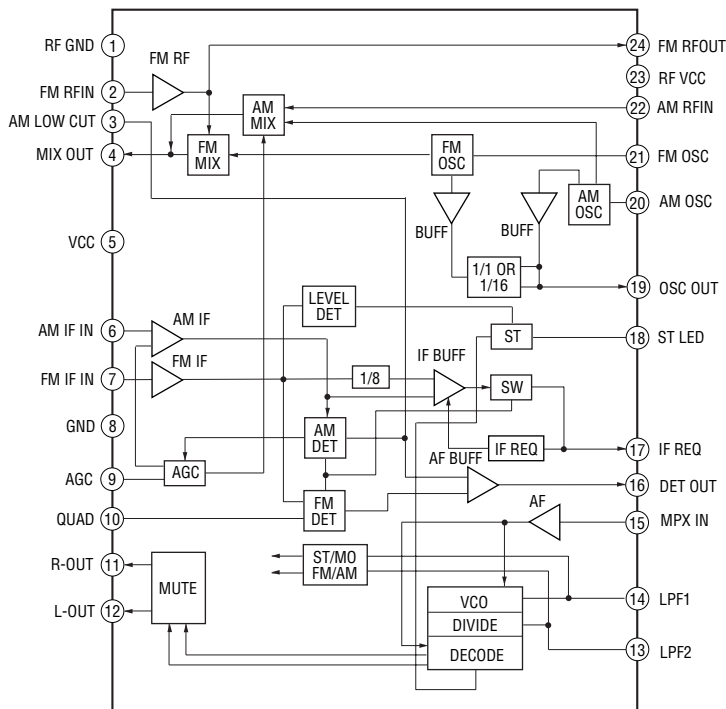 RF GND 1
FM RFIN 2
AM LOW CUT 3
MIX OUT 4
VCC 5
AM IF IN 6
FM IF IN 7
GND 8
AGC 9
QUAD 10
R-OUT 11
L-OUT 12
24 FM RFOUT
23 RF VCC
22 AM RFIN
21 FM OSC
20 AM OSC
19 OSC OUT
18 ST LED
17 IF REQ
16 DET OUT
15 MPX IN
14 LPF1
13 LPF2
FM RF
AM
MIX
FM
MIX
FM
OSC
AM
OSC
BUFF
BUFF
1/1 OR
1/16
LEVEL
DET
ST
AM IF
FM IF
1/8
IF BUFF
SW
AM
DET
IF REQ
AGC
AF BUFF
FM
DET
AF
ST/MO
FM/AM
MUTE
VCO
DIVIDE
DECODE